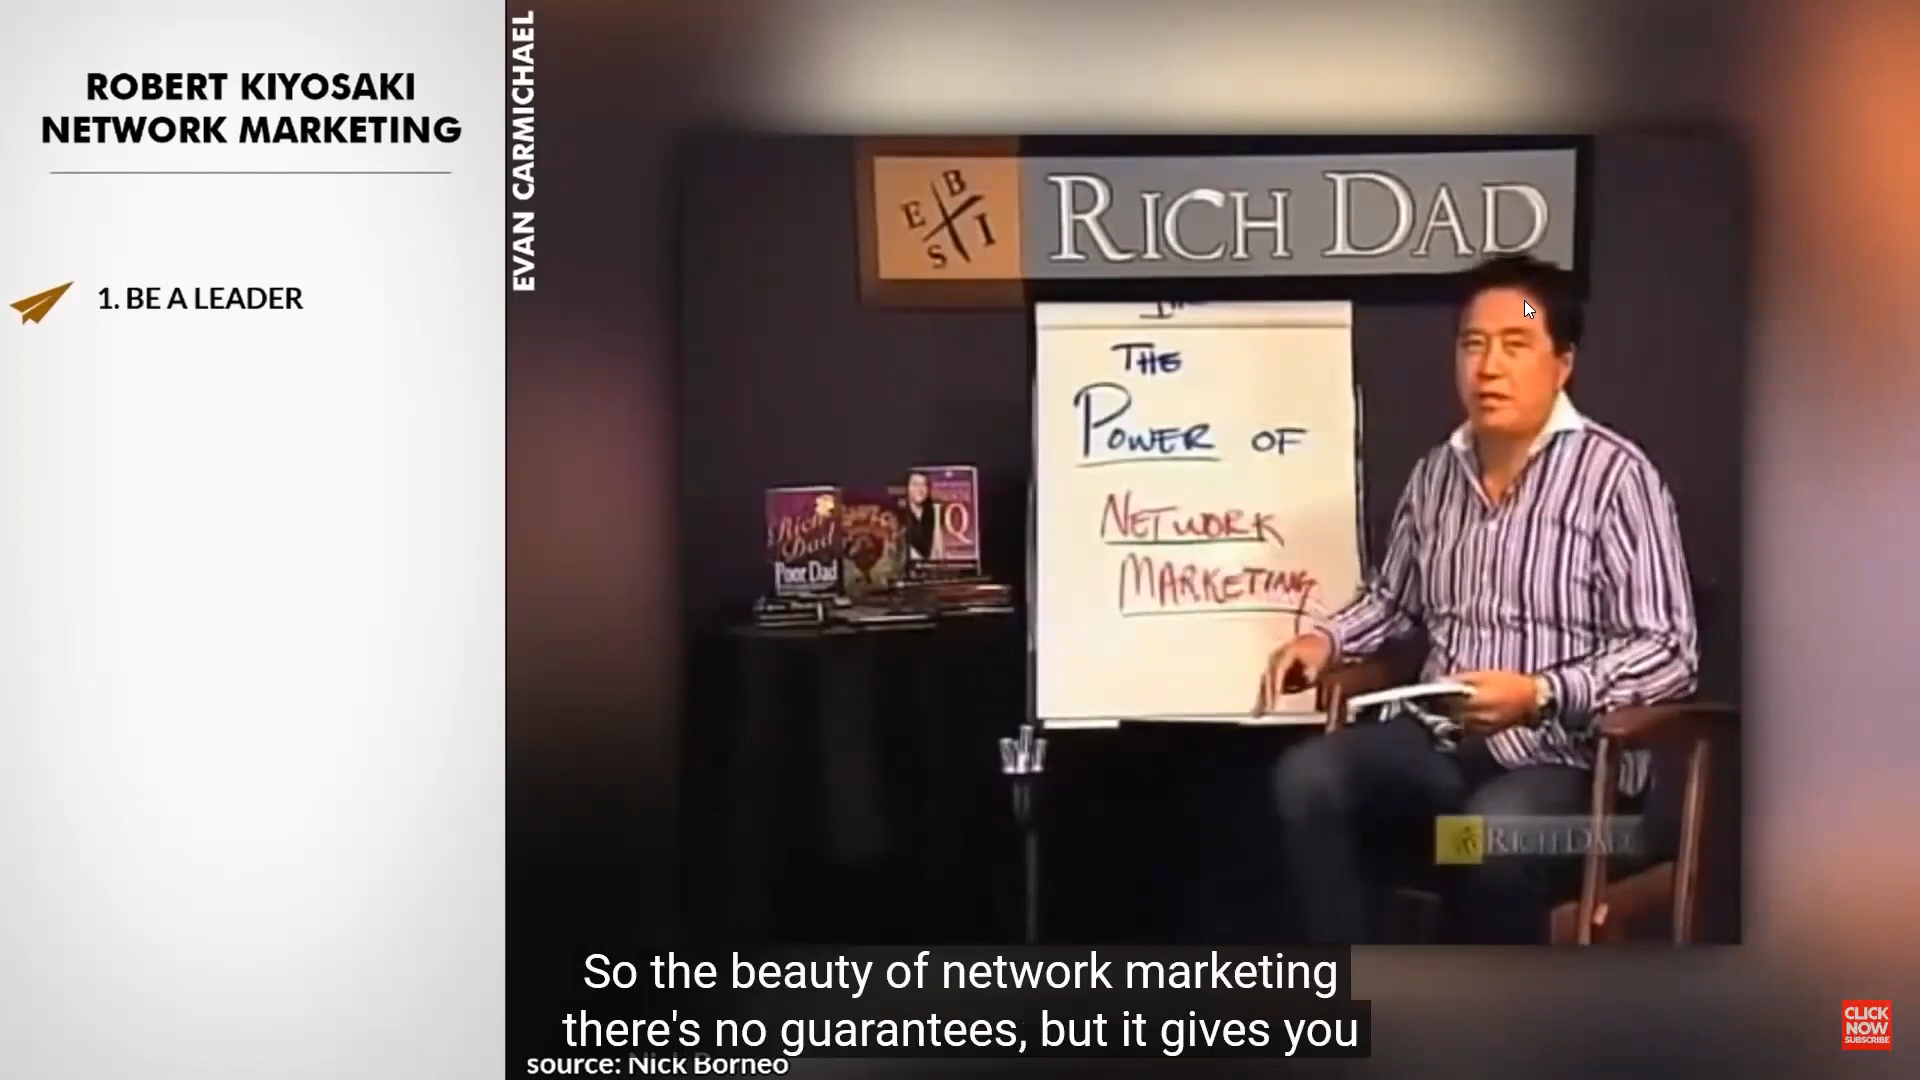 ROBERT KIYOSAKI
NETWORK MARKETING
1. BE A LEADER
EVAN CARMICHAEL
E B I S
RICH DAD
THE
POWER OF
NETWORK
MARKETING
Rich
Dad
Poor Dad
IQ
RICH DAD
So the beauty of network marketing
there's no guarantees, but it gives you
source: Nick Borneo
CLICK
NOW
SUBSCRIBE